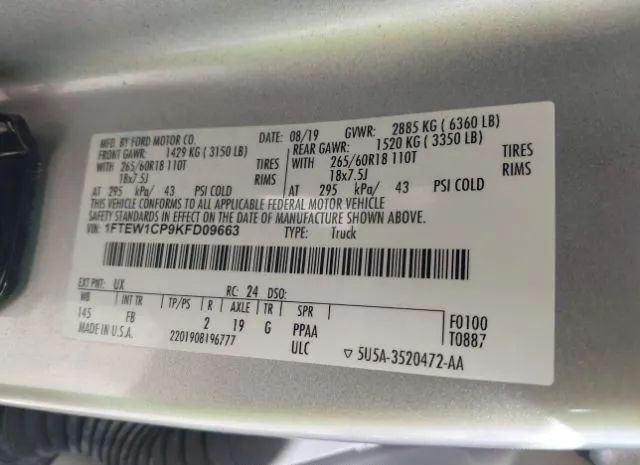 MFD. BY FORD MOTOR CO.
DATE: 08/19 GVWR: 2885 KG ( 6360 LB)
FRONT GAWR: 1429 KG ( 3150 LB)
REAR GAWR: 1520 KG ( 3350 LB)
WITH 265/60R18 110T TIRES
WITH 265/60R18 110T TIRES
18x7.5J RIMS
18x7.5J RIMS
AT 295 kPa/ 43 PSI COLD
AT 295 kPa/ 43 PSI COLD
THIS VEHICLE CONFORMS TO ALL APPLICABLE FEDERAL MOTOR VEHICLE
SAFETY STANDARDS IN EFFECT ON THE DATE OF MANUFACTURE SHOWN ABOVE.
VIN: 1FTEW1CP9KFD09663 TYPE: Truck
EXT PNT: UX RC: 24 DSO:
WB INT TR TP/PS R AXLE TR SPR
145 FB 2 19 G PPAA F0100
MADE IN U.S.A. 2201908196777 ULC T0887
▽ 5U5A-3520472-AA